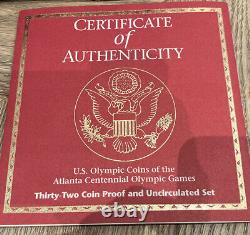 CERTIFICATE
of
AUTHENTICITY
U.S. Olympic Coins of the
Atlanta Centennial Olympic Games
Thirty-Two Coin Proof and Uncirculated Set